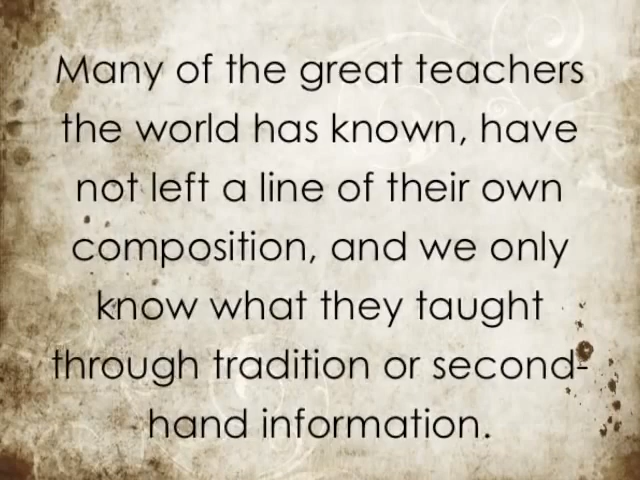 Many of the great teachers
the world has known, have
not left a line of their own
composition, and we only
know what they taught
through tradition or second-
hand information.